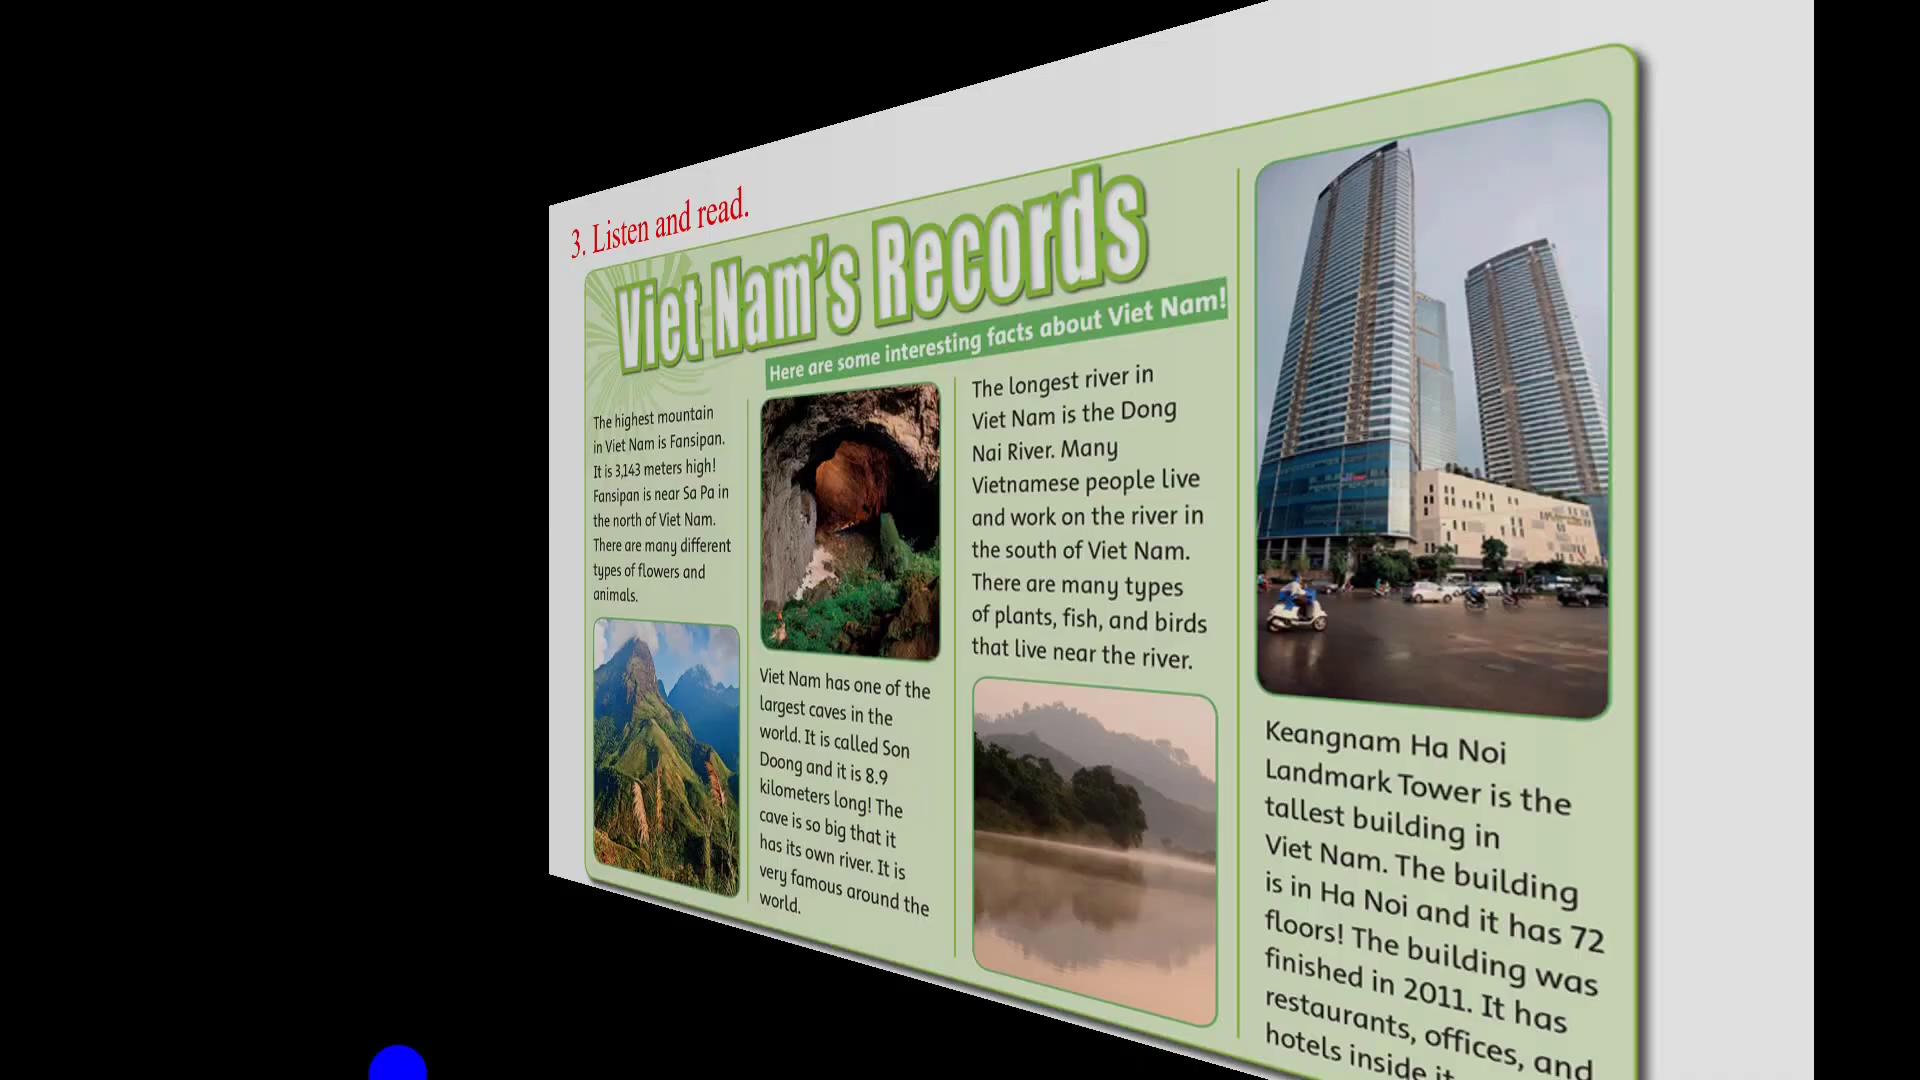 3. Listen and read.
Viet Nam's Records
Here are some interesting facts about Viet Nam!
The highest mountain
in Viet Nam is Fansipan.
It is 3,143 meters high!
Fansipan is near Sa Pa in
the north of Viet Nam.
There are many different
types of flowers and
animals.
Viet Nam has one of the
largest caves in the
world. It is called Son
Doong and it is 8.9
kilometers long! The
cave is so big that it
has its own river. It is
very famous around the
world.
The longest river in
Viet Nam is the Dong
Nai River. Many
Vietnamese people live
and work on the river in
the south of Viet Nam.
There are many types
of plants, fish, and birds
that live near the river.
Keangnam Ha Noi
Landmark Tower is the
tallest building in
Viet Nam. The building
is in Ha Noi and it has 72
floors! The building was
finished in 2011. It has
restaurants, offices, and
hotels inside it